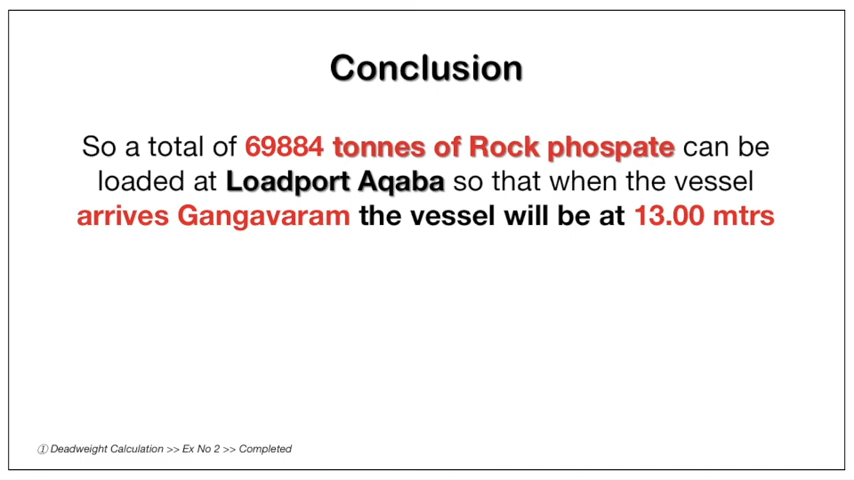 Conclusion
So a total of 69884 tonnes of Rock phospate can be
loaded at Loadport Aqaba so that when the vessel
arrives Gangavaram the vessel will be at 13.00 mtrs
① Deadweight Calculation >> Ex No 2 >> Completed